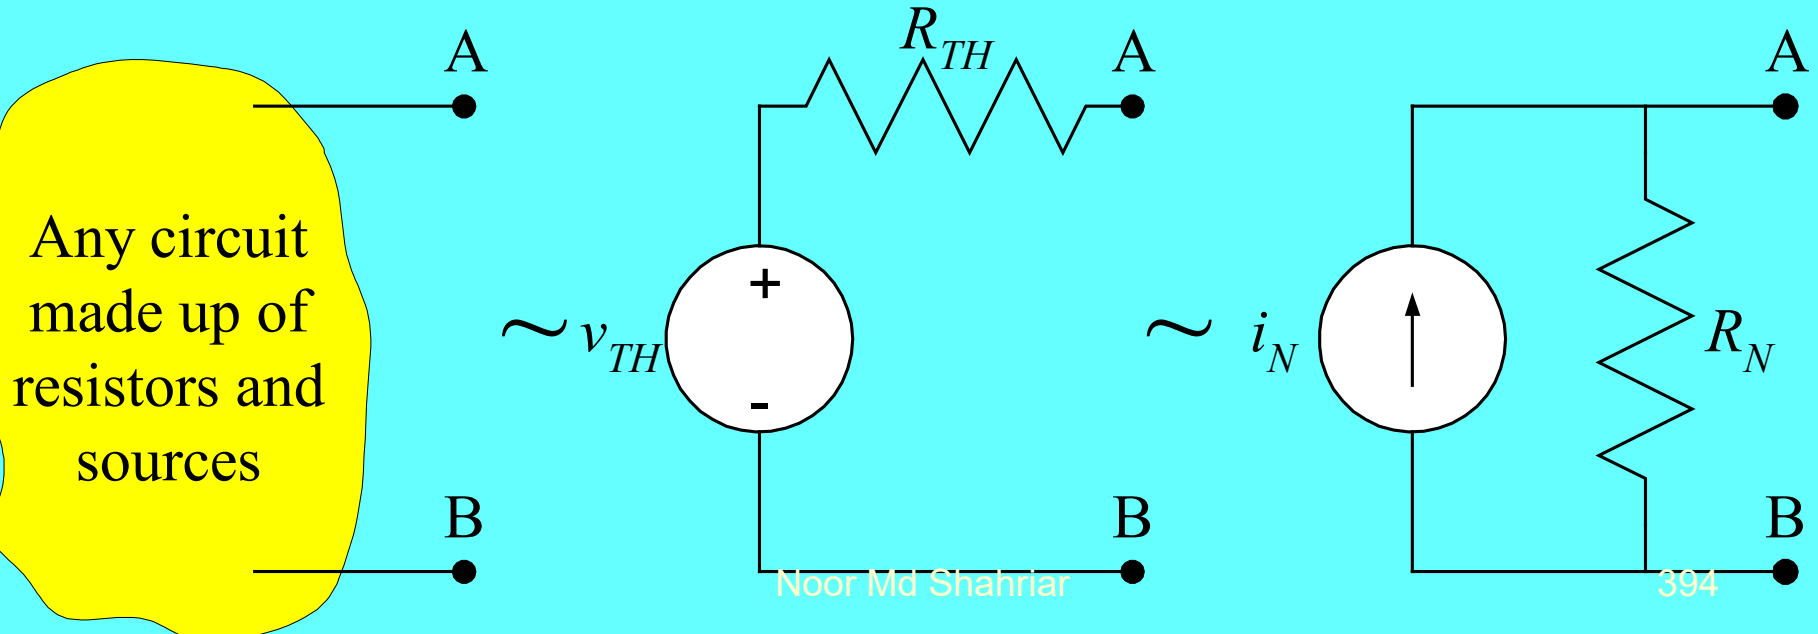 A
Any circuit
made up of
resistors and
sources
B
~
R_TH
A
v_TH
+
-
B
~
A
i_N
R_N
B
Noor Md Shahriar
394